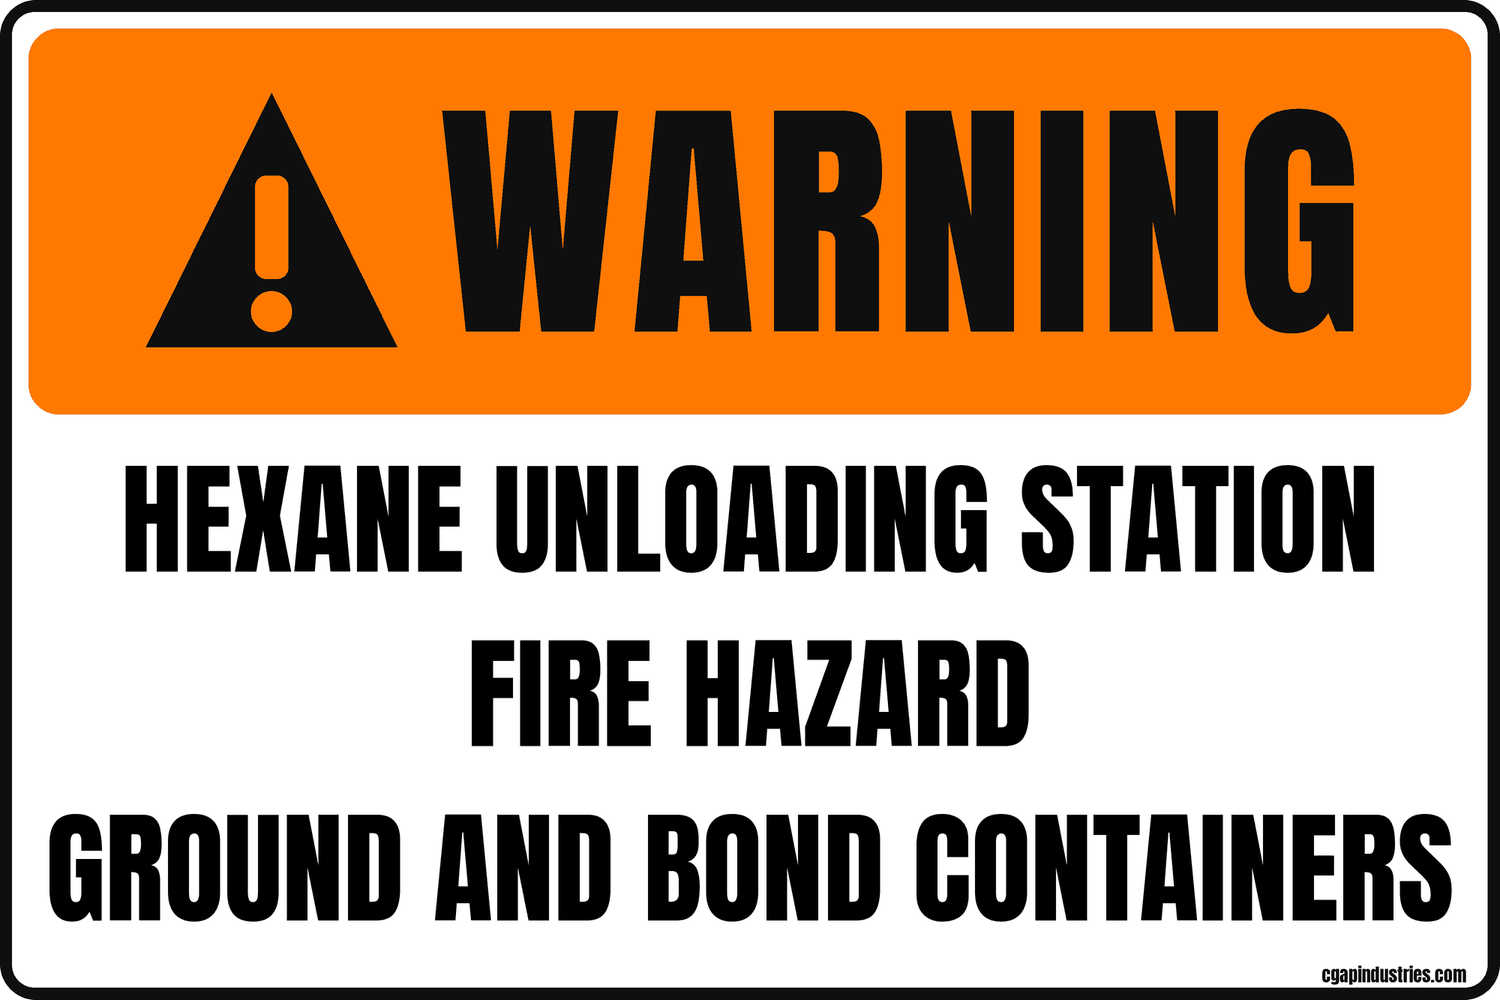 WARNING
HEXANE UNLOADING STATION
FIRE HAZARD
GROUND AND BOND CONTAINERS
cgapindustries.com